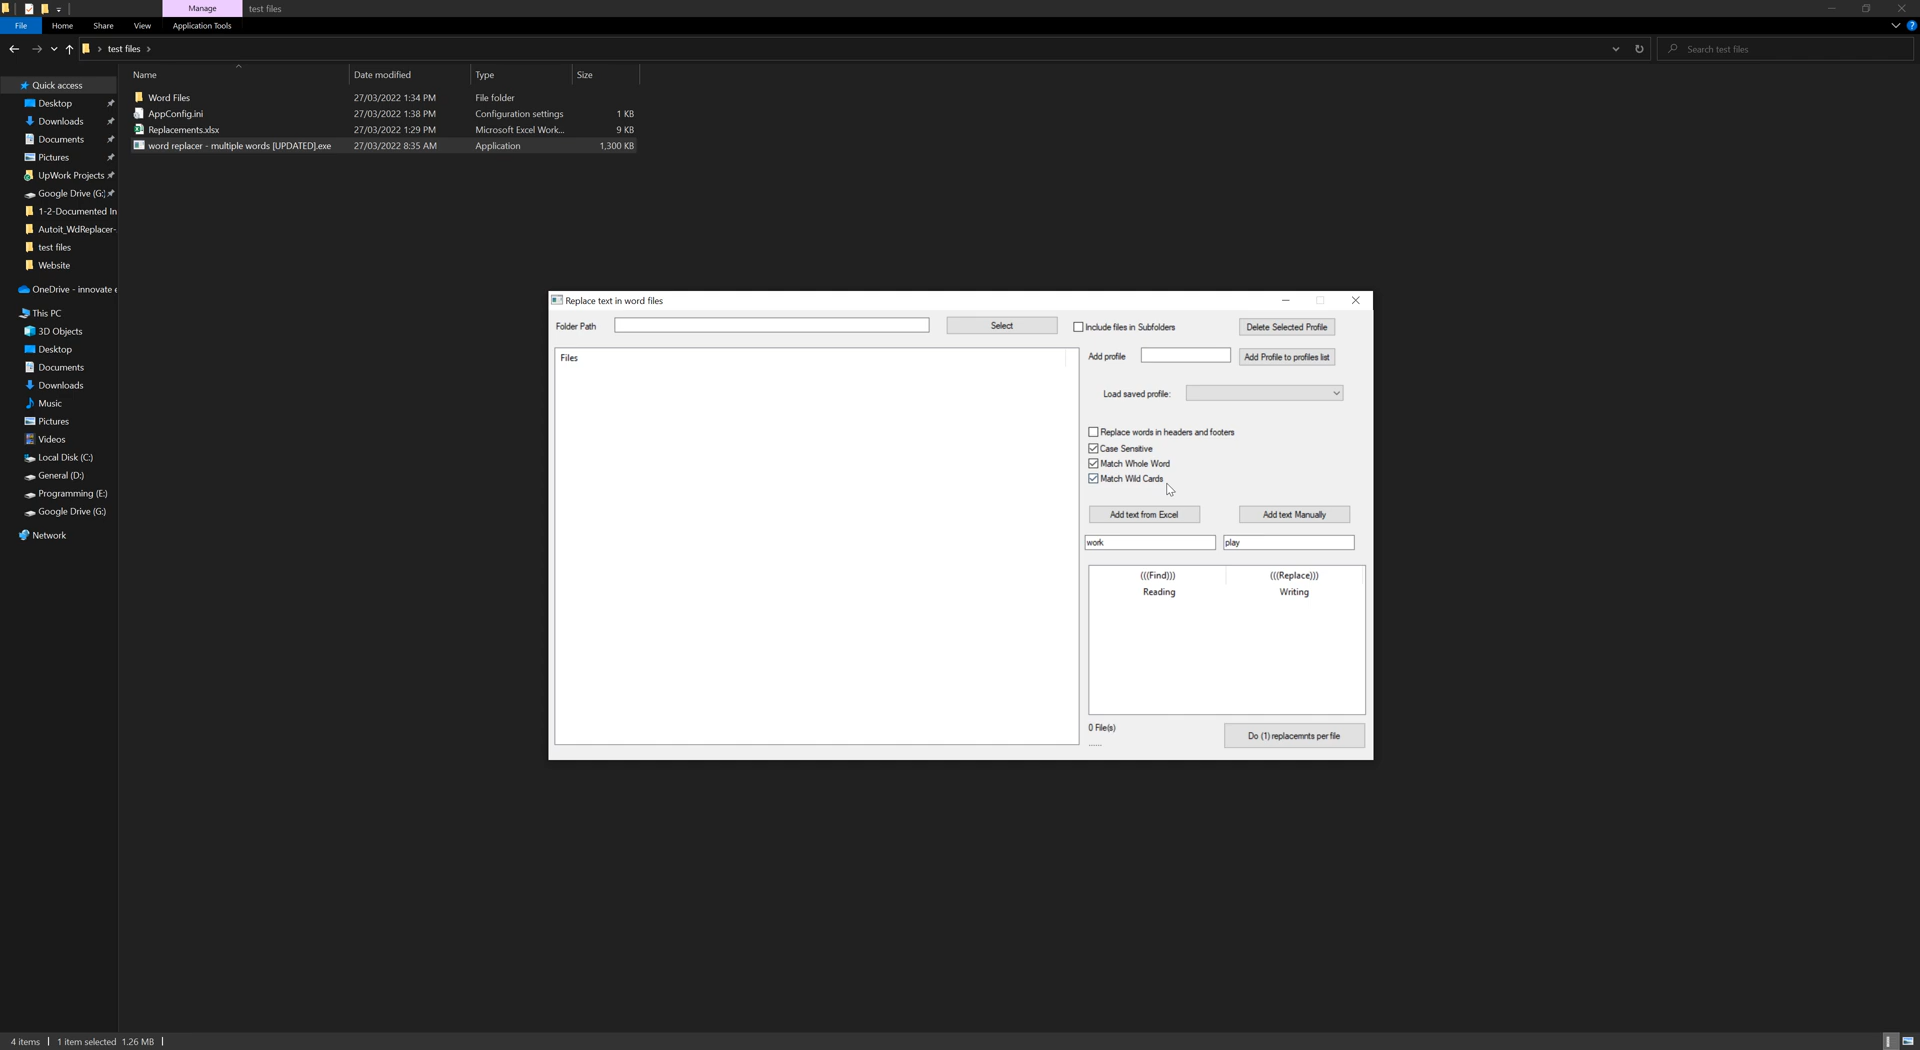 Manage test files
File Home Share View Application Tools
test files
Search test files
Name Date modified Type Size
Word Files 27/03/2022 1:34 PM File folder
AppConfig.ini 27/03/2022 1:38 PM Configuration settings 1 KB
Replacements.xlsx 27/03/2022 1:29 PM Microsoft Excel Work... 9 KB
word replacer - multiple words [UPDATED].exe 27/03/2022 8:35 AM Application 1,300 KB
Quick access
Desktop
Downloads
Documents
Pictures
UpWork Projects
Google Drive (G:)
1-2-Documented In
Autoit_WdReplacer-
test files
Website
OneDrive - innovate e
This PC
3D Objects
Desktop
Documents
Downloads
Music
Pictures
Videos
Local Disk (C:)
General (D:)
Programming (E:)
Google Drive (G:)
Network
Replace text in word files
Folder Path Select Include files in Subfolders Delete Selected Profile
Files
Add profile Add Profile to profiles list
Load saved profile:
Replace words in headers and footers
Case Sensitive
Match Whole Word
Match Wild Cards
Add text from Excel Add text Manually
work play
(((Find))) (((Replace)))
Reading Writing
0 File(s)
......
Do (1) replacemnts per file
4 items 1 item selected 1.26 MB